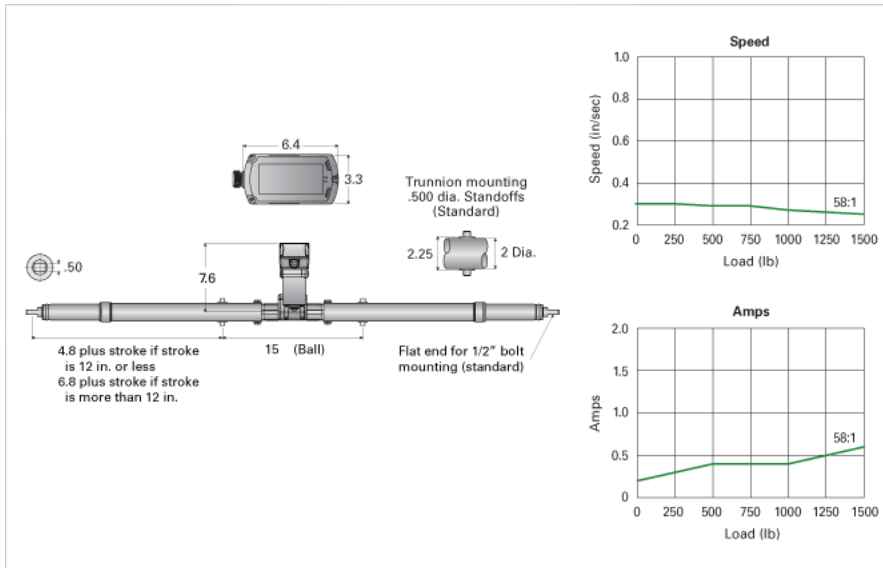 6.4
3.3
Trunnion mounting
.500 dia. Standoffs
(Standard)
2.25
2 Dia.
.50
7.6
4.8 plus stroke if stroke
is 12 in. or less
6.8 plus stroke if stroke
is more than 12 in.
15 (Ball)
Flat end for 1/2" bolt
mounting (standard)
Speed
Speed (in/sec)
1.0
0.8
0.6
0.4
0.2
58:1
0 250 500 750 1000 1250 1500
Load (lb)
Amps
Amps
2.0
1.5
1.0
0.5
0
58:1
0 250 500 750 1000 1250 1500
Load (lb)